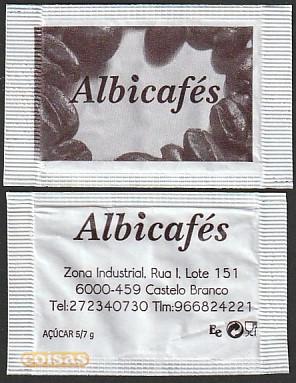 Albicafés
Albicafés
Zona Industrial, Rua I, Lote 151
6000-459 Castelo Branco
Tel:272340730 Tlm:966824221
AÇÚCAR 5/7 g
coisas